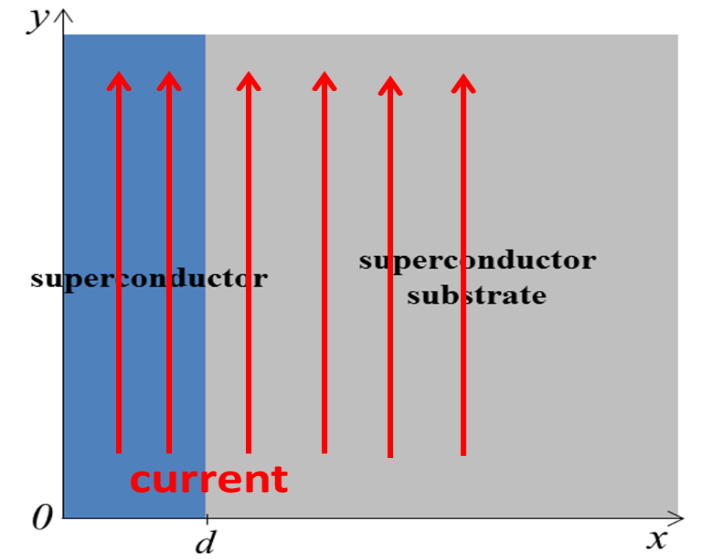 y
superconductor
superconductor
substrate
current
0
d
x